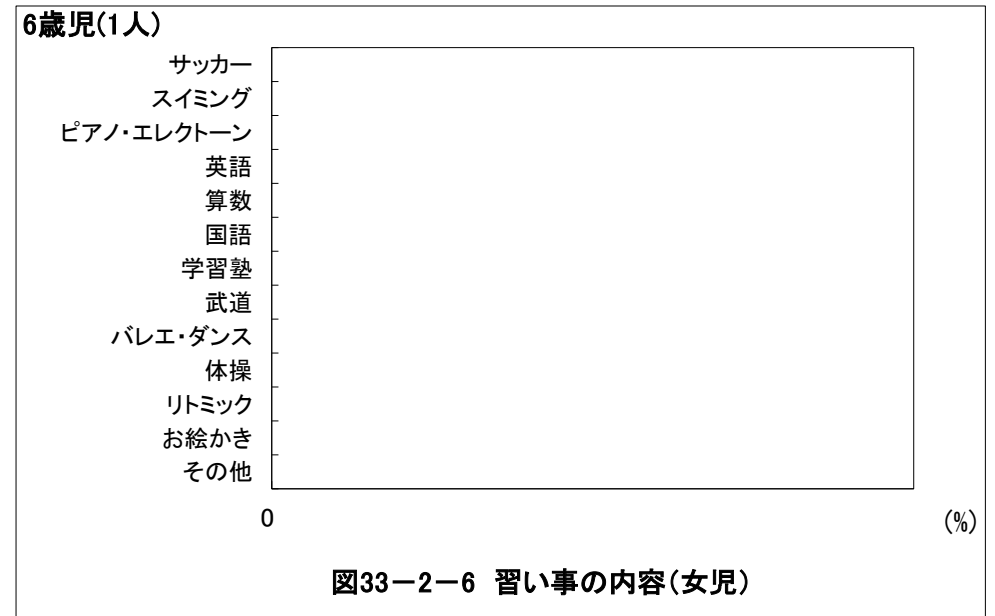 6歳児(1人)
サッカー
スイミング
ピアノ・エレクトーン
英語
算数
国語
学習塾
武道
バレエ・ダンス
体操
リトミック
お絵かき
その他
0
(%)
図33－2－6 習い事の内容(女児)